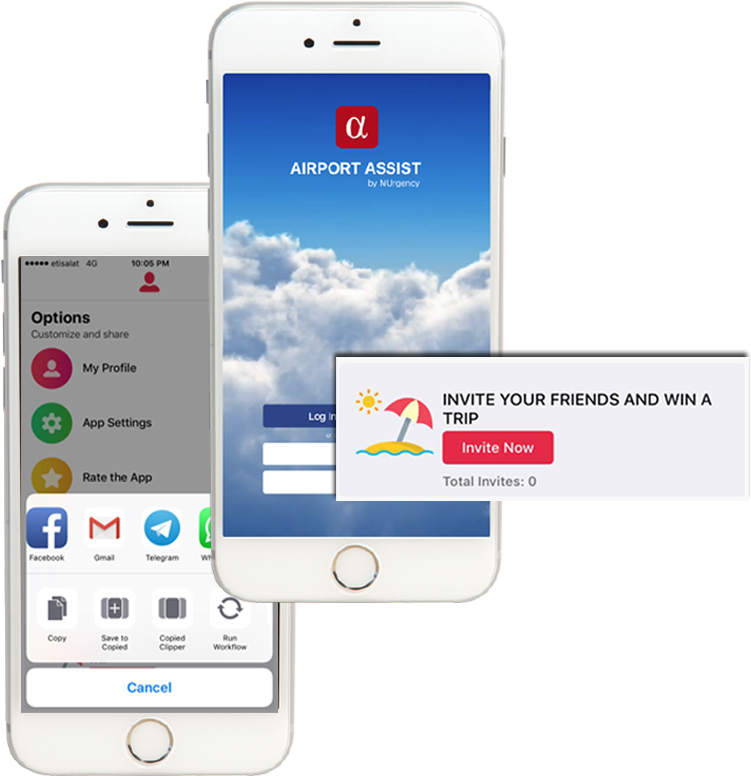 α
AIRPORT ASSIST
by NUrgency
Log In
INVITE YOUR FRIENDS AND WIN A
TRIP
Invite Now
Total Invites: 0
etisalat 4G 10:05 PM
Options
Customize and share
My Profile
App Settings
Rate the App
Facebook Gmail Telegram
Copy Save to Copied Run
Copied Clipper Workflow
Cancel